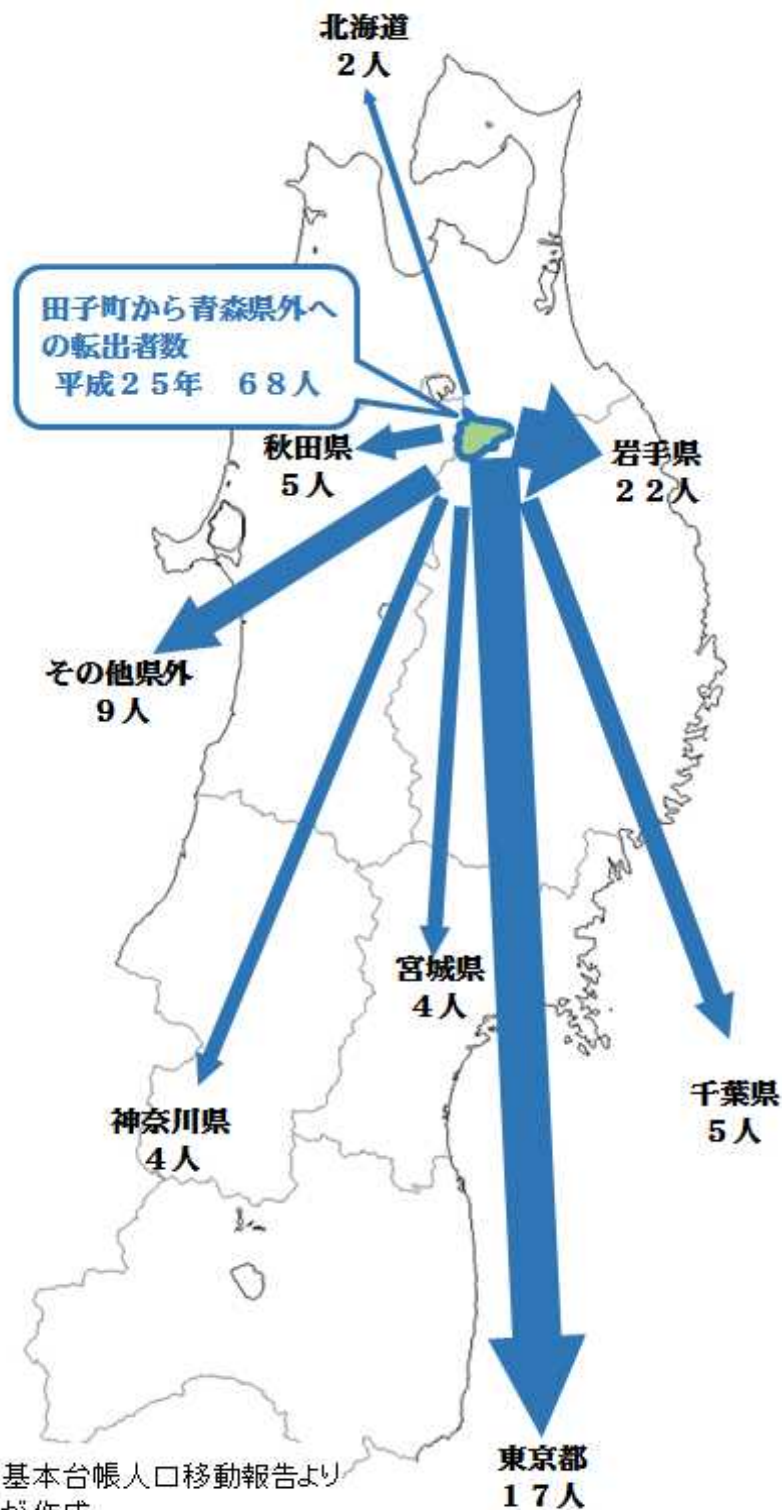 北海道
２人
田子町から青森県外へ
の転出者数
平成２５年　６８人
秋田県
５人
岩手県
２２人
その他県外
９人
宮城県
４人
神奈川県
４人
千葉県
５人
東京都
１７人
基本台帳人口移動報告より
が作成